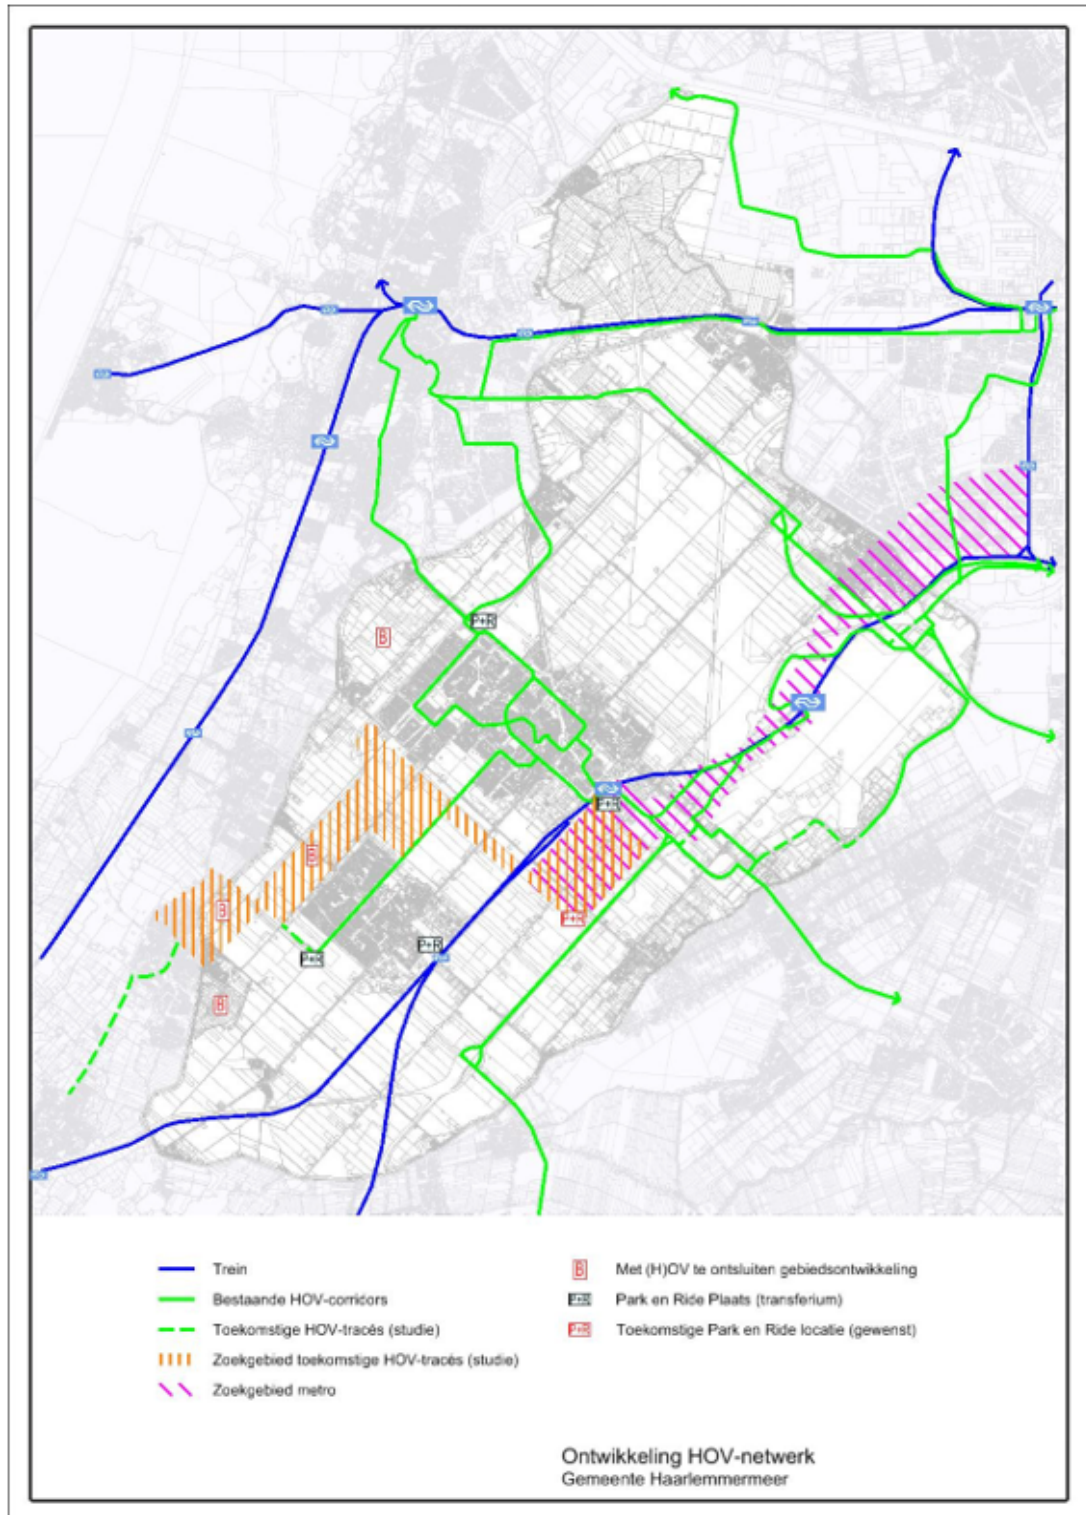 P+R
B
P+R
B
B
P+R
P+R
P+R
B
Trein
Bestaande HOV-corridors
Toekomstige HOV-tracés (studie)
Zoekgebied toekomstige HOV-tracés (studie)
Zoekgebied metro
B Met (H)OV te ontsluiten gebiedsontwikkeling
P+R Park en Ride Plaats (transferium)
P+R Toekomstige Park en Ride locatie (gewenst)
Ontwikkeling HOV-netwerk
Gemeente Haarlemmermeer